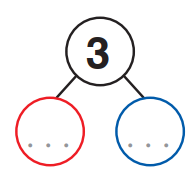 3
. . . . . .